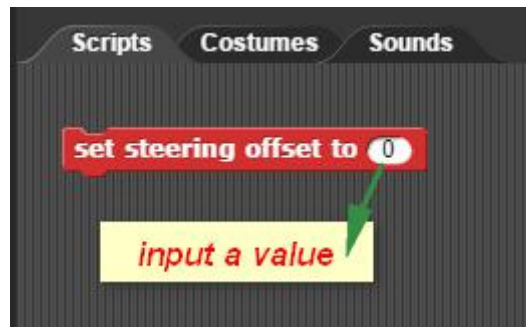 Scripts Costumes Sounds
set steering offset to 0
input a value